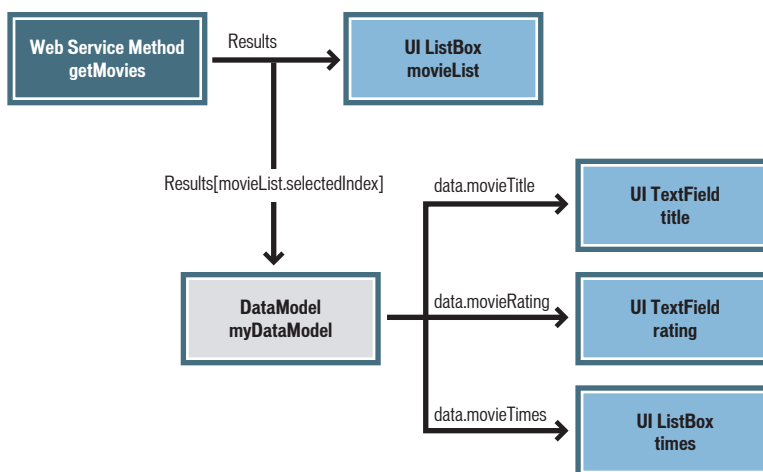 Web Service Method
getMovies
Results
UI ListBox
movieList
Results[movieList.selectedIndex]
data.movieTitle
UI TextField
title
DataModel
myDataModel
data.movieRating
UI TextField
rating
data.movieTimes
UI ListBox
times